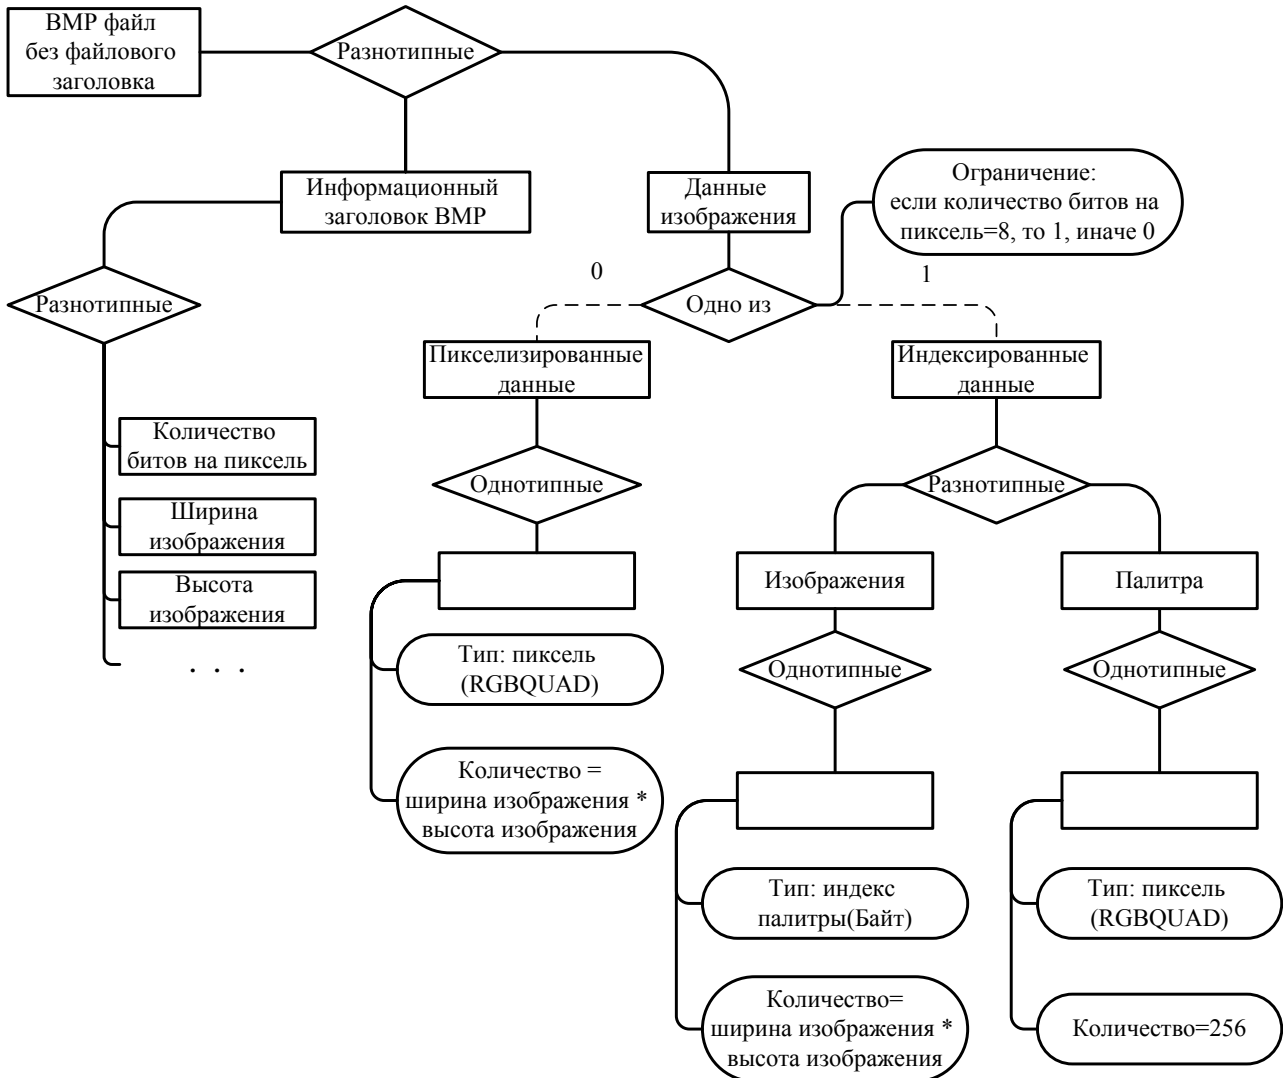 BMP файл
без файлового
заголовка
Разнотипные
Информационный
заголовок BMP
Данные
изображения
Ограничение:
если количество битов на
пиксель=8, то 1, иначе 0
0
1
Разнотипные
Одно из
Пикселизированные
данные
Индексированные
данные
Количество
битов на пиксель
Однотипные
Разнотипные
Ширина
изображения
Высота
изображения
. . .
Изображения
Палитра
Тип: пиксель
(RGBQUAD)
Однотипные
Однотипные
Количество =
ширина изображения *
высота изображения
Тип: индекс
палитры(Байт)
Тип: пиксель
(RGBQUAD)
Количество=
ширина изображения *
высота изображения
Количество=256